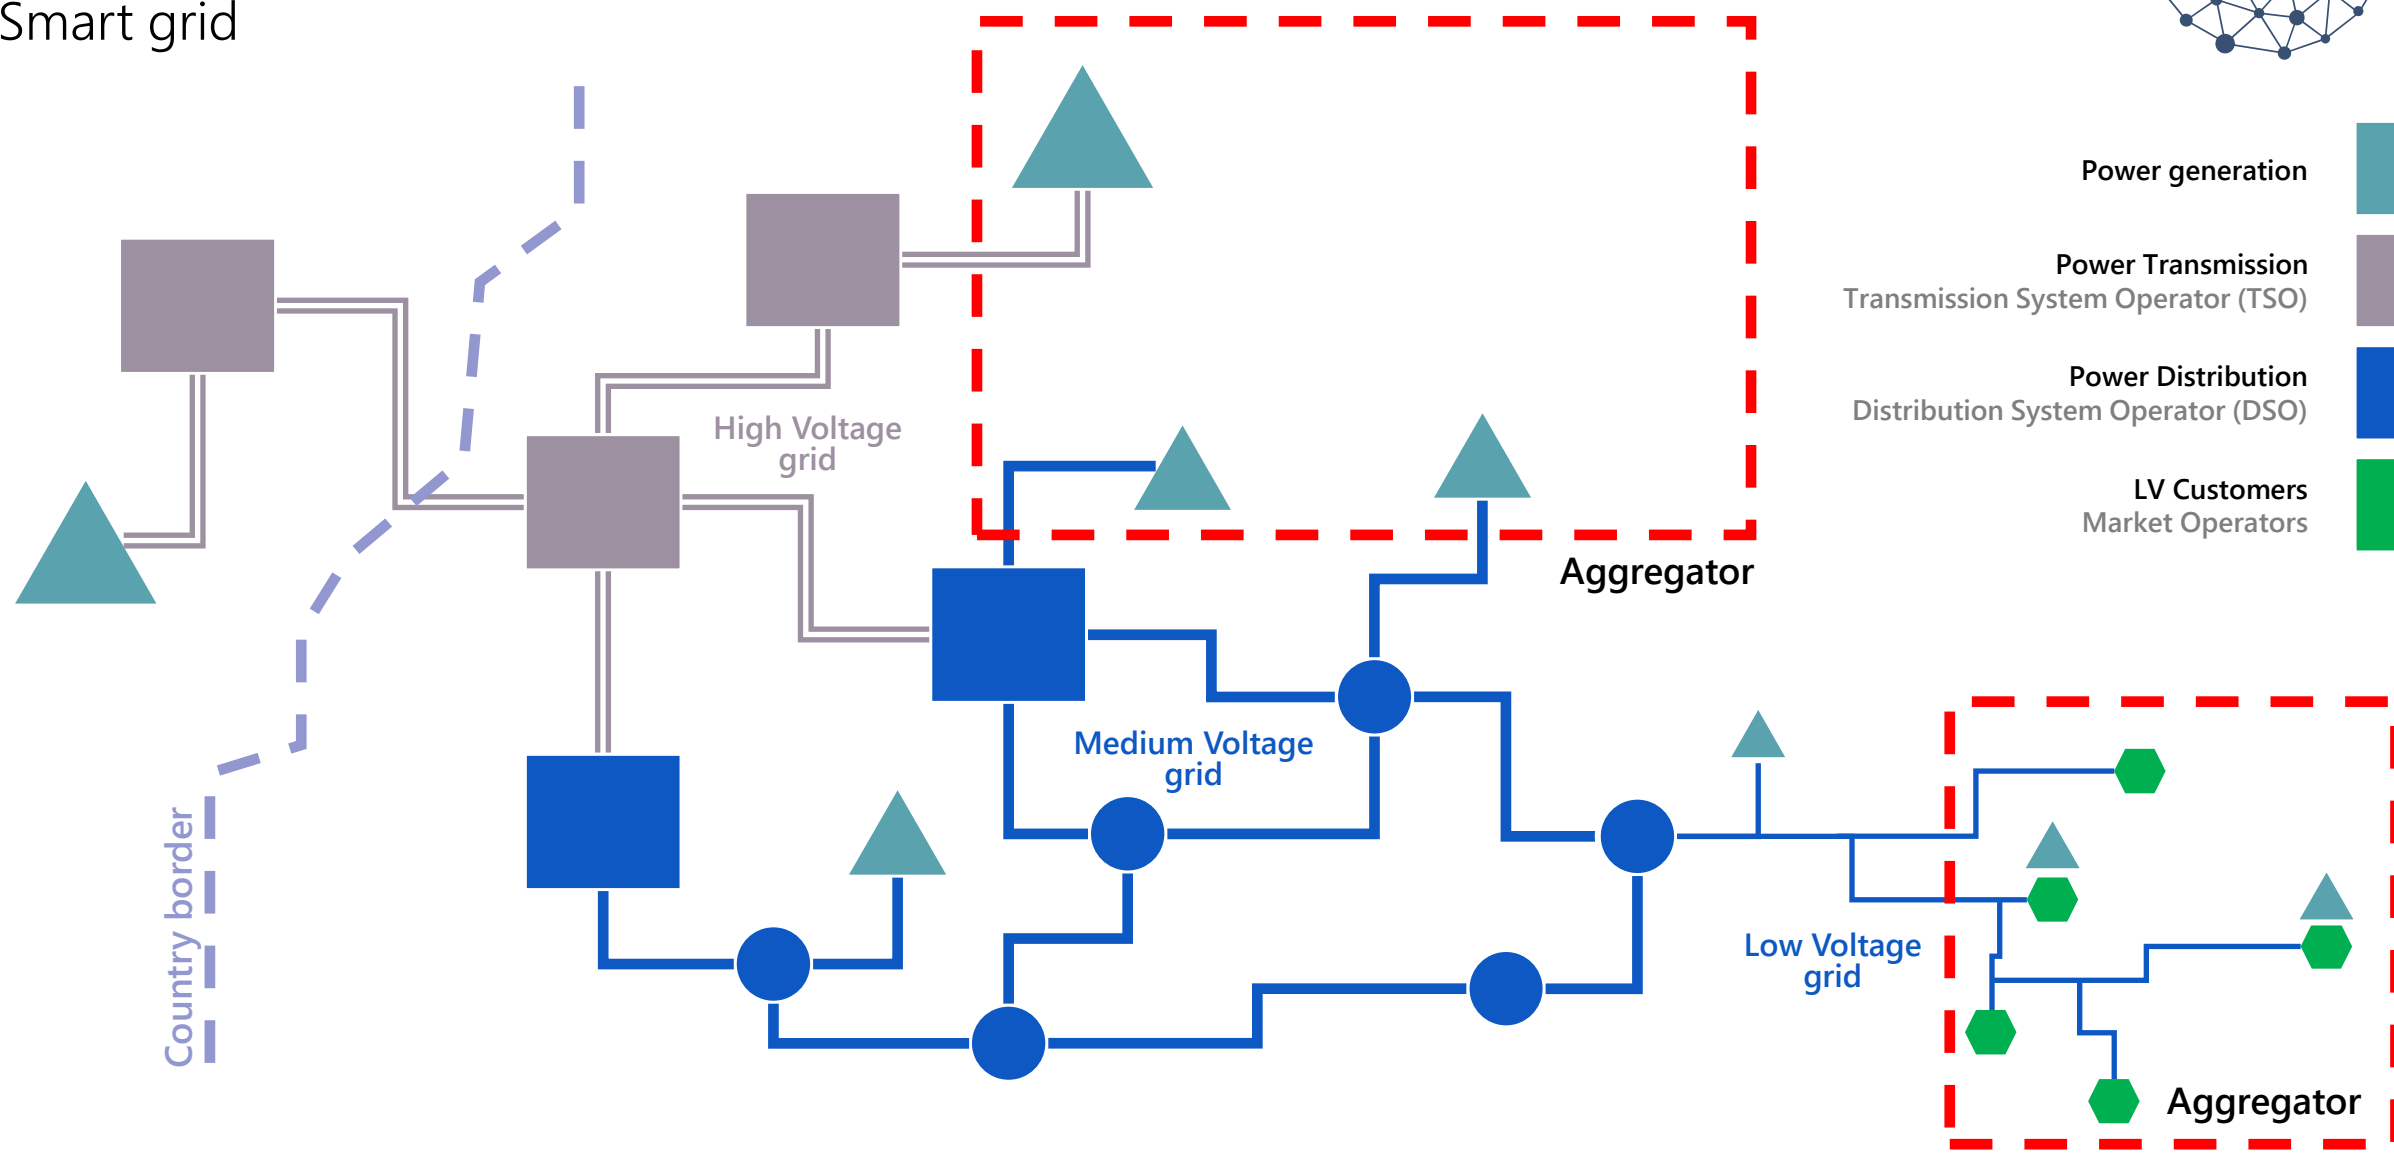 Smart grid
Power generation
Power Transmission
Transmission System Operator (TSO)
Power Distribution
Distribution System Operator (DSO)
LV Customers
Market Operators
High Voltage
grid
Aggregator
Medium Voltage
grid
Country border
Low Voltage
grid
Aggregator